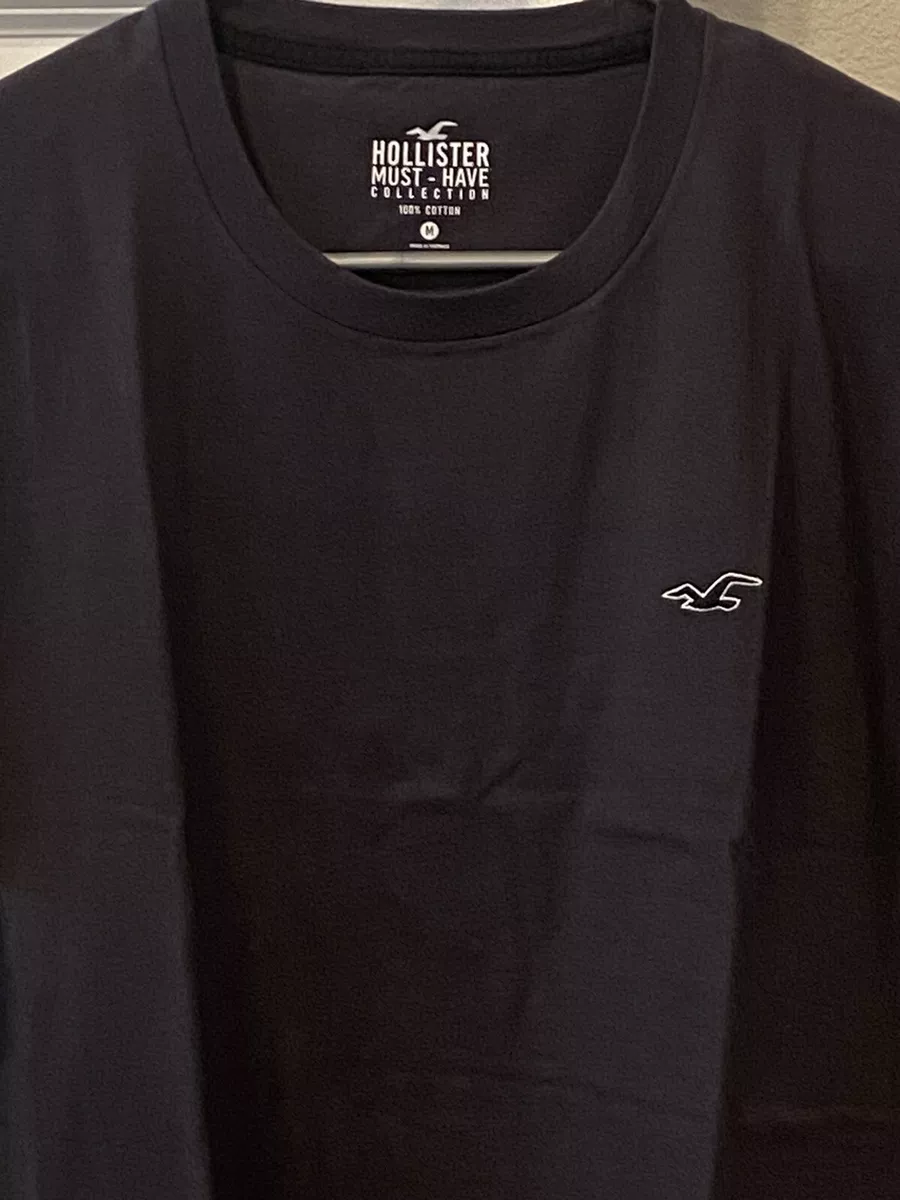 HOLLISTER
MUST - HAVE
COLLECTION
100% COTTON
M